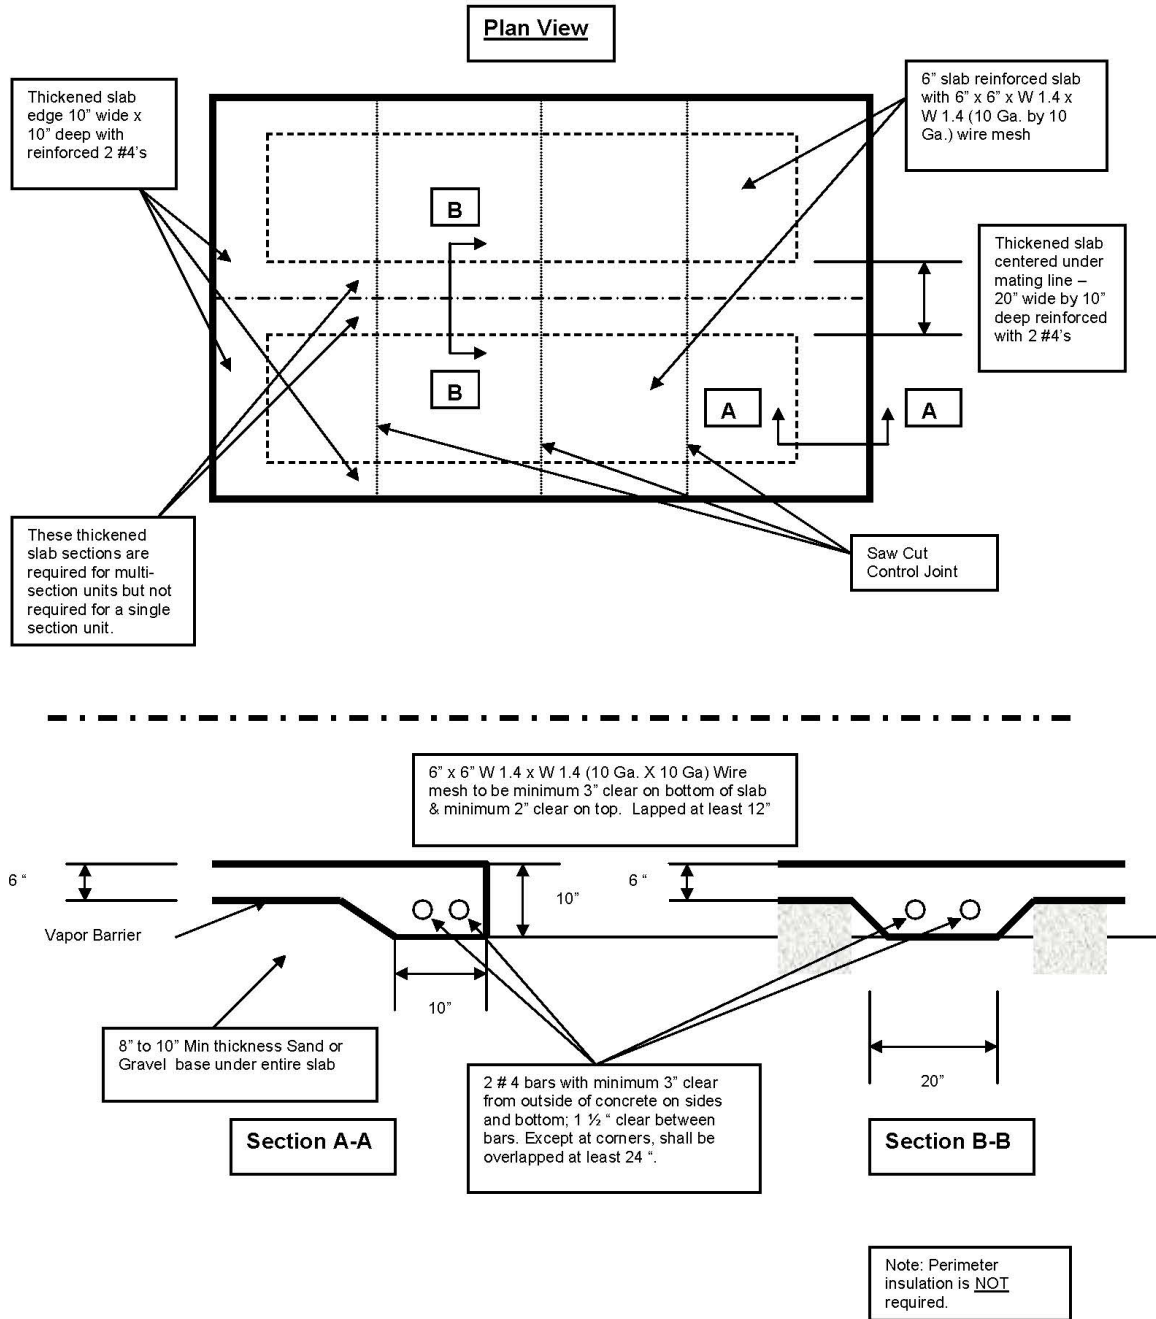 Plan View
Thickened slab
edge 10” wide x
10” deep with
reinforced 2 #4’s
6” slab reinforced slab
with 6” x 6” x W 1.4 x
W 1.4 (10 Ga. by 10
Ga.) wire mesh
B
Thickened slab
centered under
mating line –
20” wide by 10”
deep reinforced
with 2 #4’s
B
A
A
These thickened
slab sections are
required for multi-
section units but not
required for a single
section unit.
Saw Cut
Control Joint
6” x 6” W 1.4 x W 1.4 (10 Ga. X 10 Ga) Wire
mesh to be minimum 3” clear on bottom of slab
& minimum 2” clear on top.  Lapped at least 12”
6 “
10”
6 “
Vapor Barrier
10”
20”
8” to 10” Min thickness Sand or
Gravel  base under entire slab
2 # 4 bars with minimum 3” clear
from outside of concrete on sides
and bottom; 1 ½ “ clear between
bars. Except at corners, shall be
overlapped at least 24 “.
Section A-A
Section B-B
Note: Perimeter
insulation is NOT
required.